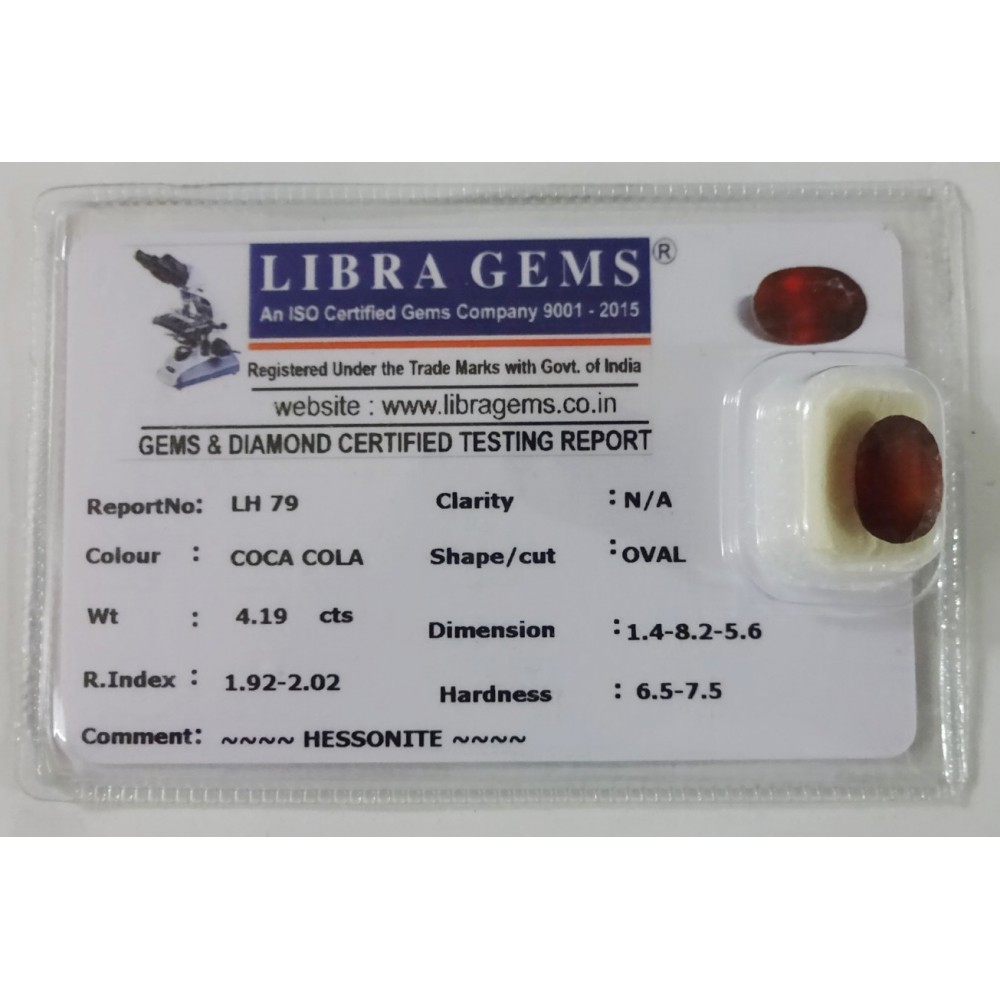 LIBRA GEMS ®
An ISO Certified Gems Company 9001 - 2015
Registered Under the Trade Marks with Govt. of India
website : www.libragems.co.in
GEMS & DIAMOND CERTIFIED TESTING REPORT
ReportNo: LH 79 Clarity : N/A
Colour : COCA COLA Shape/cut : OVAL
Wt : 4.19 cts Dimension : 1.4-8.2-5.6
R.Index : 1.92-2.02 Hardness : 6.5-7.5
Comment: ~~~~ HESSONITE ~~~~